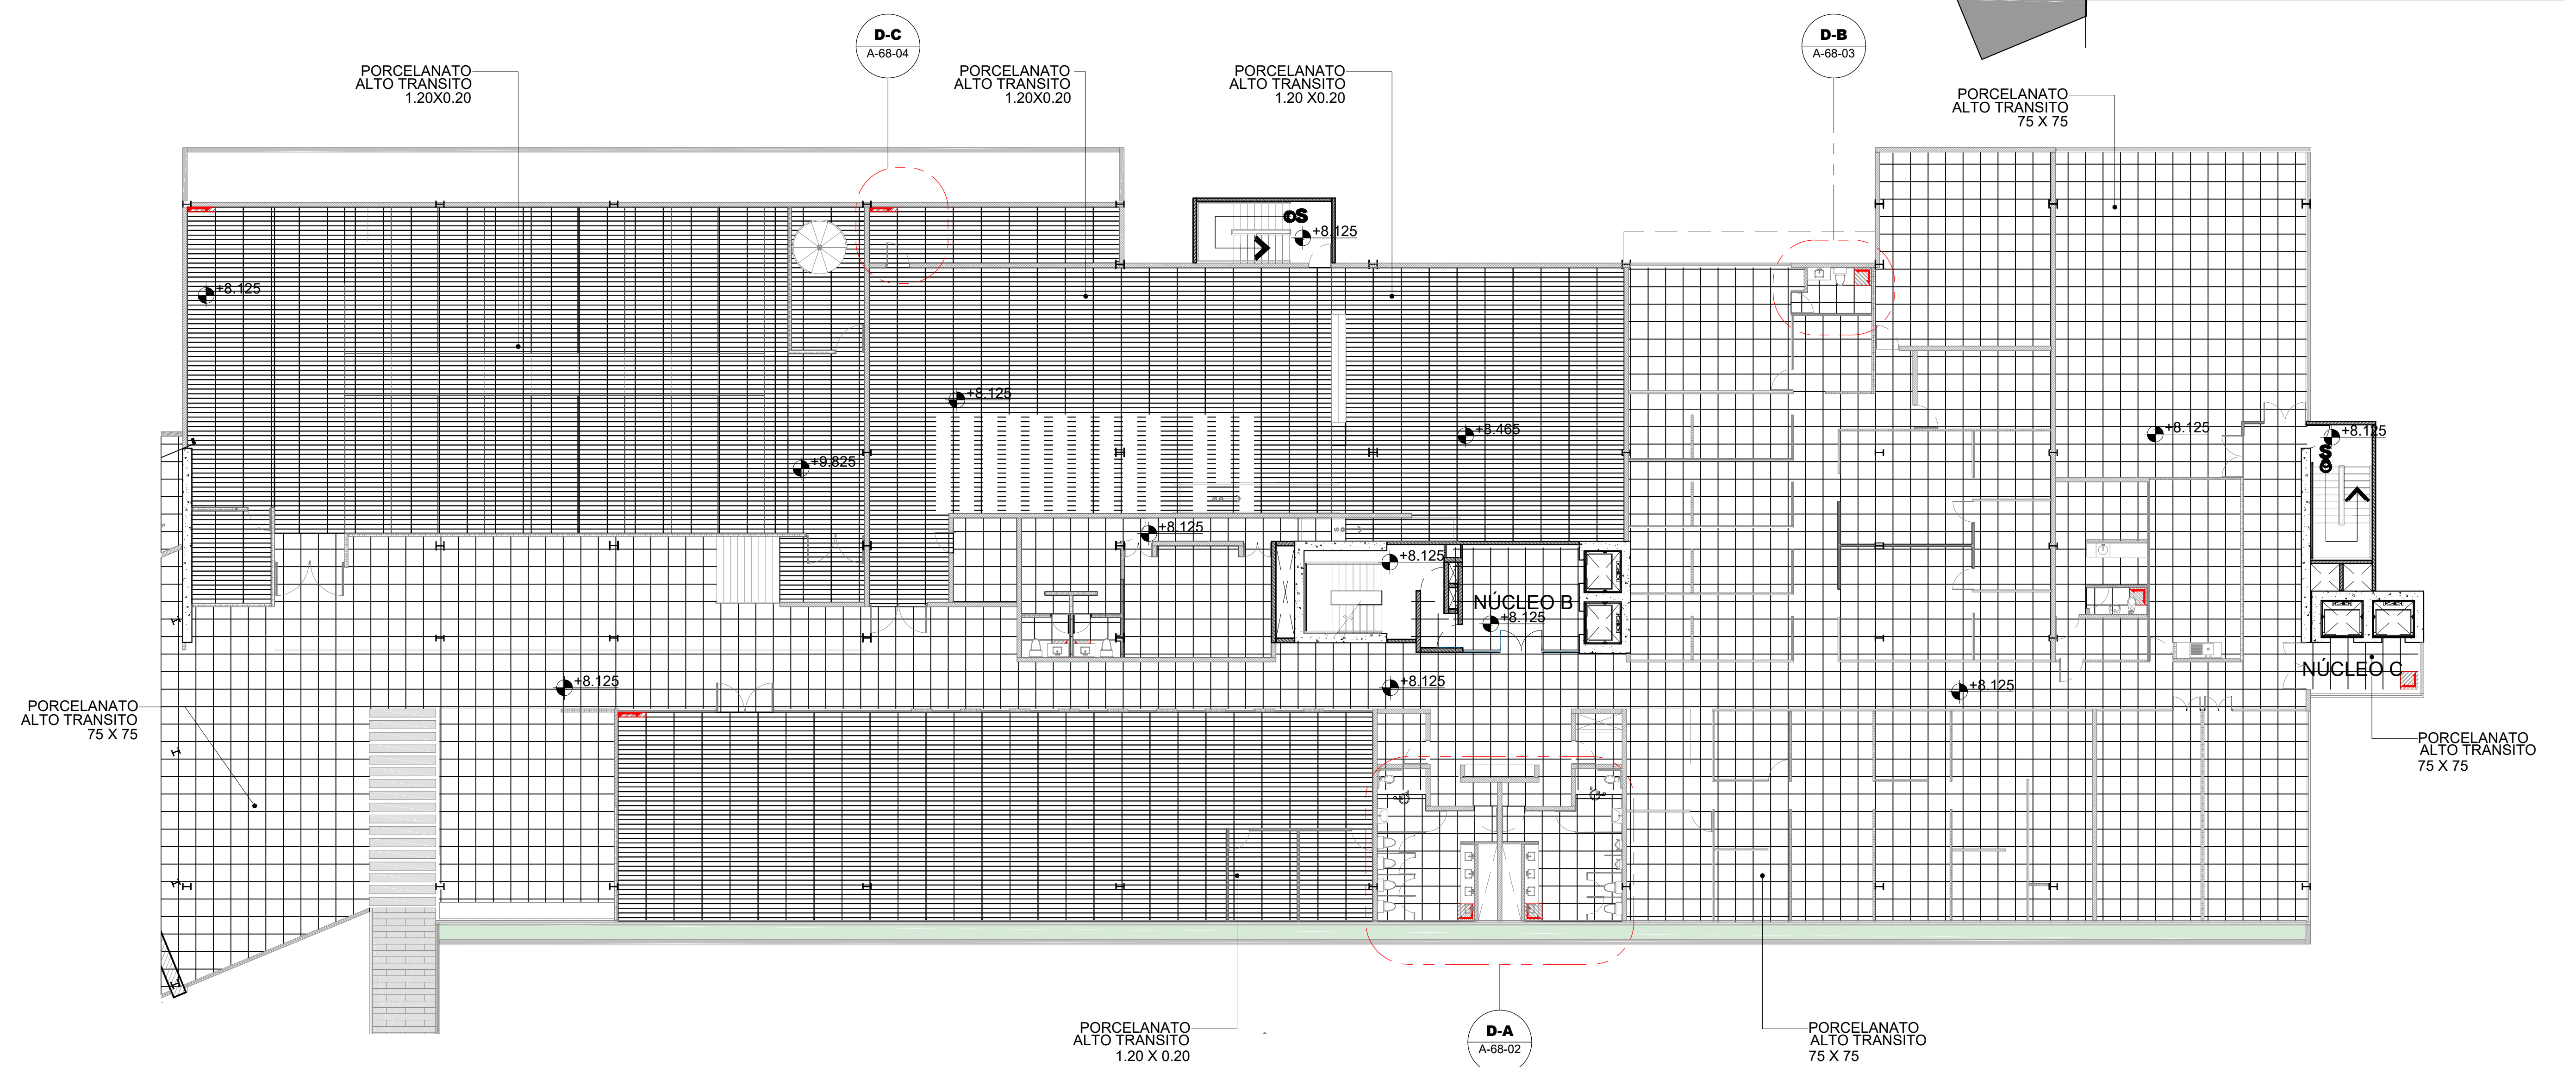 D-C
A-68-04
D-B
A-68-03
PORCELANATO
ALTO TRANSITO
1.20X0.20
PORCELANATO
ALTO TRANSITO
1.20X0.20
PORCELANATO
ALTO TRANSITO
1.20 X0.20
PORCELANATO
ALTO TRANSITO
75 X 75
S
+8.125
+8.125
+8.125
+8.465
+9.825
+8.125
+8.125
S
+8.125
+8.125
NÚCLEO B
+8.125
NÚCLEO C
+8.125
+8.125
+8.125
PORCELANATO
ALTO TRANSITO
75 X 75
PORCELANATO
ALTO TRANSITO
75 X 75
PORCELANATO
ALTO TRANSITO
1.20 X 0.20
D-A
A-68-02
PORCELANATO
ALTO TRANSITO
75 X 75